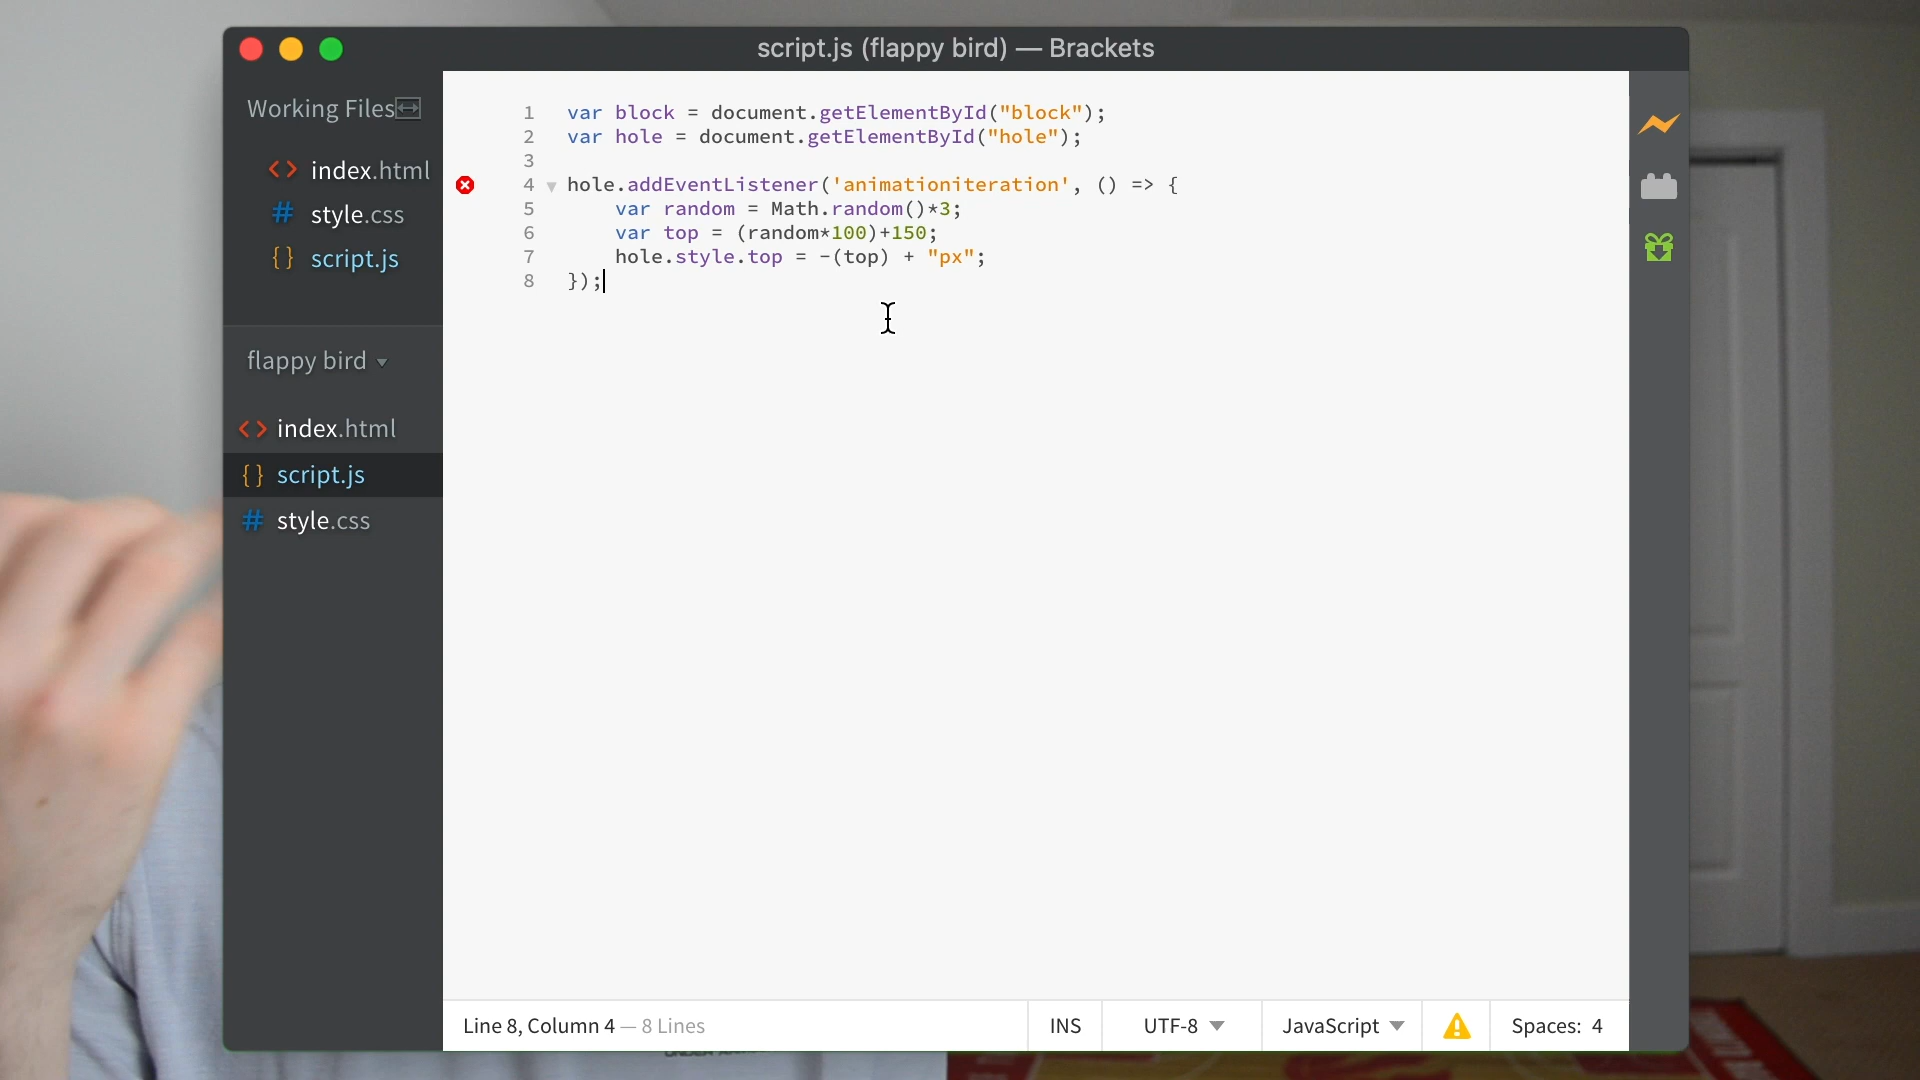 script.js (flappy bird) — Brackets
Working Files
index.html
style.css
script.js
flappy bird
index.html
script.js
style.css
1 var block = document.getElementById("block");
2 var hole = document.getElementById("hole");
3
4 hole.addEventListener('animationiteration', () => {
5 var random = Math.random()*3;
6 var top = (random*100)+150;
7 hole.style.top = -(top) + "px";
8 });
Line 8, Column 4 — 8 Lines
INS
UTF-8
JavaScript
Spaces: 4